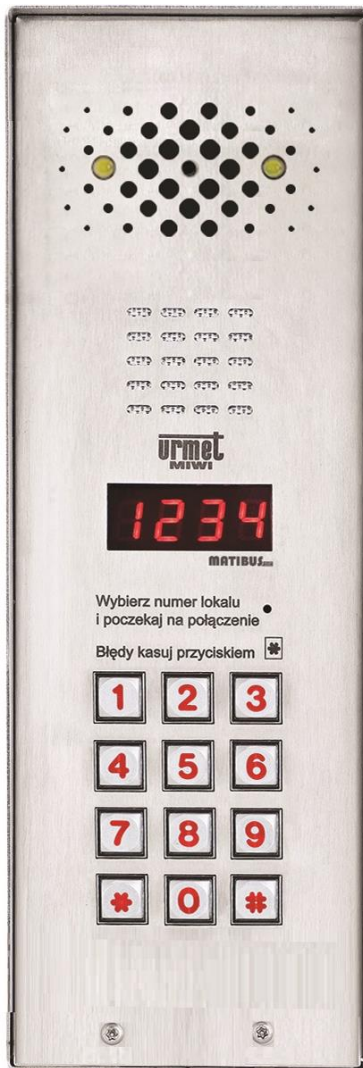 urmet
MIWI
1234
MATIBUS
Wybierz numer lokalu
i poczekaj na połączenie
Błędy kasuj przyciskiem *
1 2 3
4 5 6
7 8 9
* 0 #